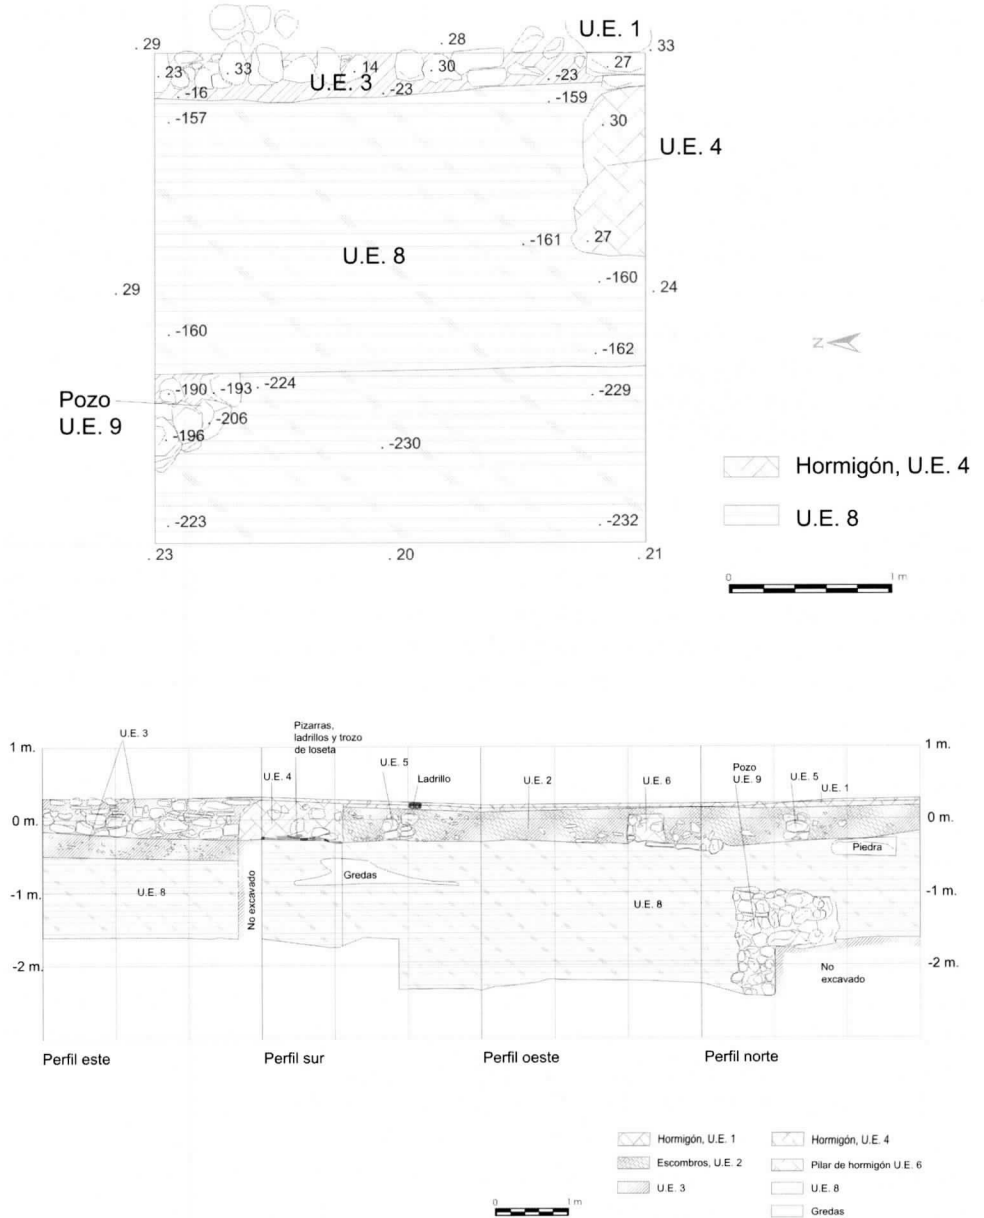 U.E. 1
. 29
. 28
. 33
. 23
. 33
. 14
. 30
27
U.E. 3
. -23
. -16
. -23
. -159
. -157
. 30
U.E. 4
. -161
. 27
U.E. 8
. -160
. 29
. 24
. -160
. -162
N
. -190
. -193
. -224
. -229
Pozo
U.E. 9
. -206
. -196
. -230
Hormigón, U.E. 4
. -223
. -232
U.E. 8
. 23
. 20
. 21
0 1 m
Pizarras,
ladrillos y trozo
de loseta
U.E. 3
1 m.
1 m.
U.E. 4
U.E. 5
Ladrillo
U.E. 2
U.E. 6
Pozo
U.E. 9
U.E. 5
U.E. 1
0 m.
0 m.
Piedra
Gredas
-1 m.
U.E. 8
No excavado
U.E. 8
-1 m.
-2 m.
No
excavado
-2 m.
Perfil este
Perfil sur
Perfil oeste
Perfil norte
Hormigón, U.E. 1
Hormigón, U.E. 4
Escombros, U.E. 2
Pilar de hormigón U.E. 6
U.E. 3
U.E. 8
0 1 m
Gredas